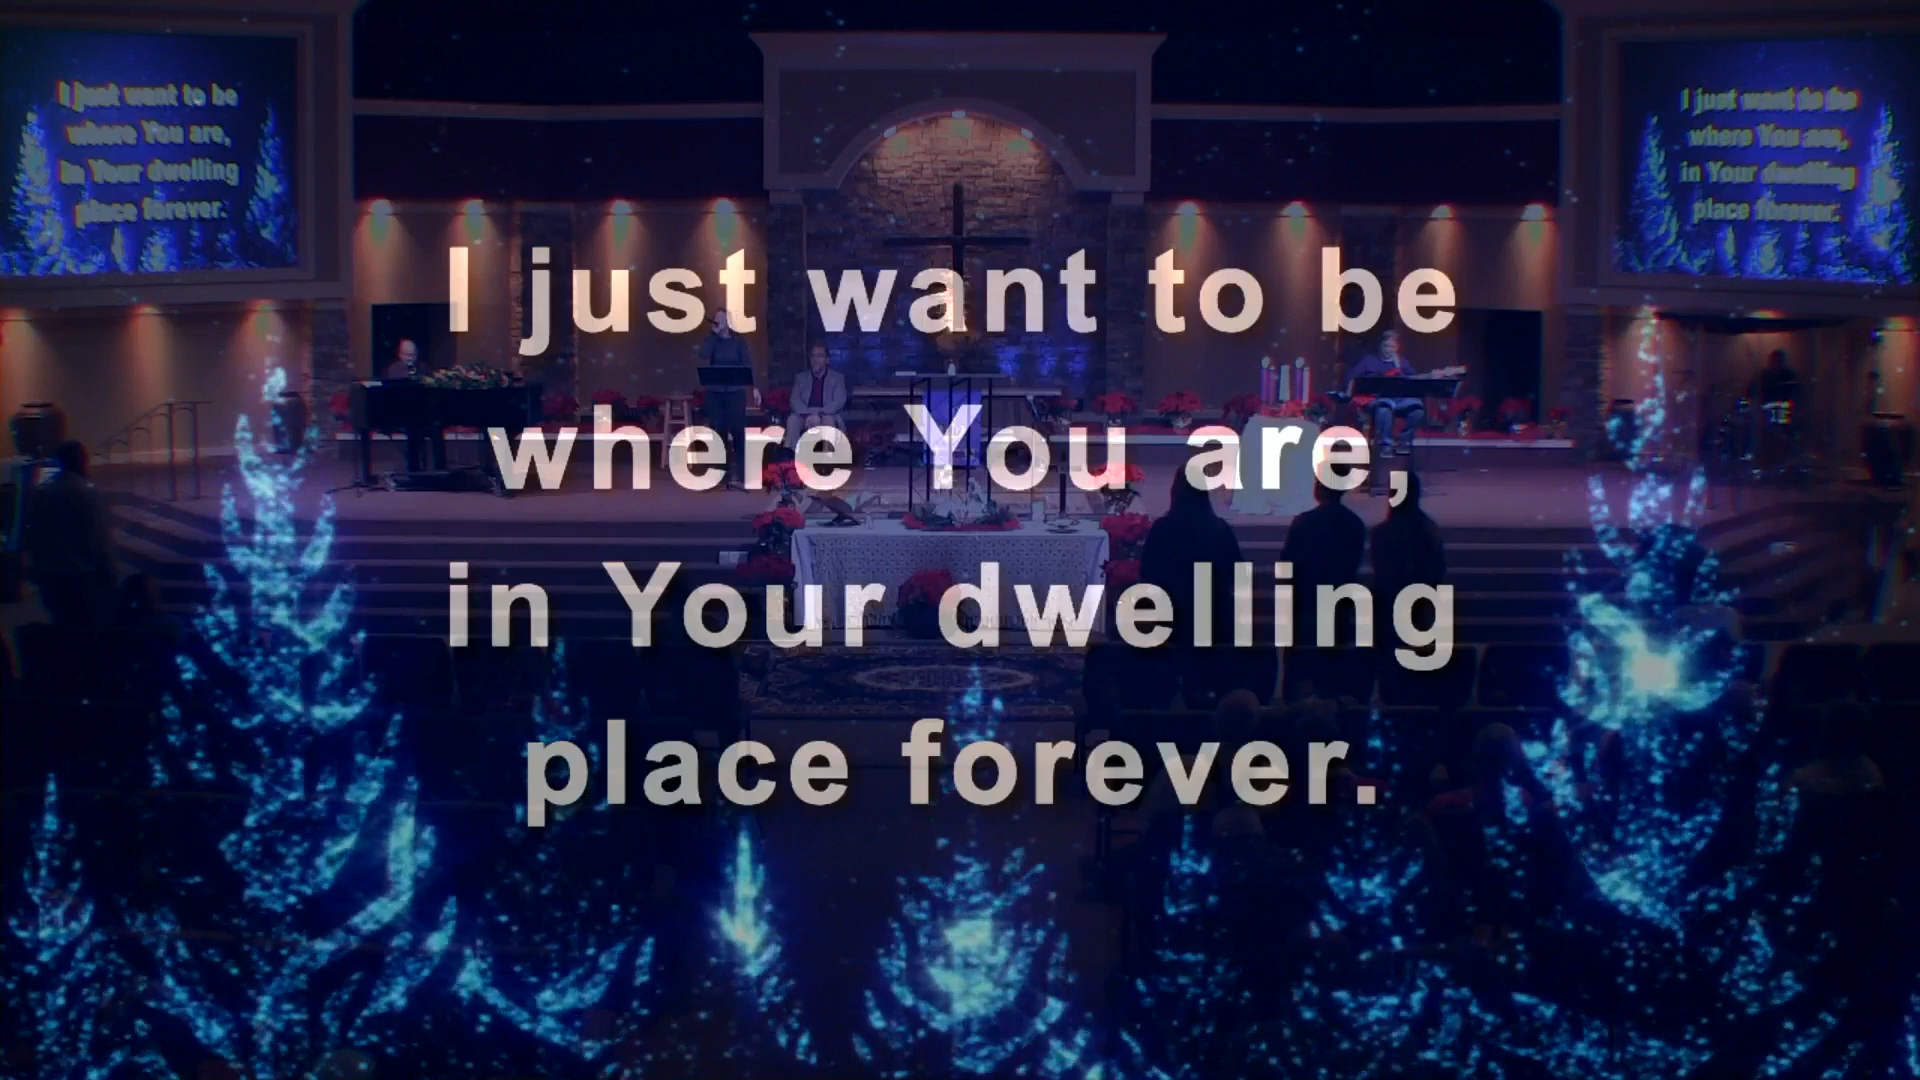 I just want to be
where You are,
in Your dwelling
place forever.
I just want to be
where You are,
in Your dwelling
place forever.
I just want to be
where You are,
in Your dwelling
place forever.